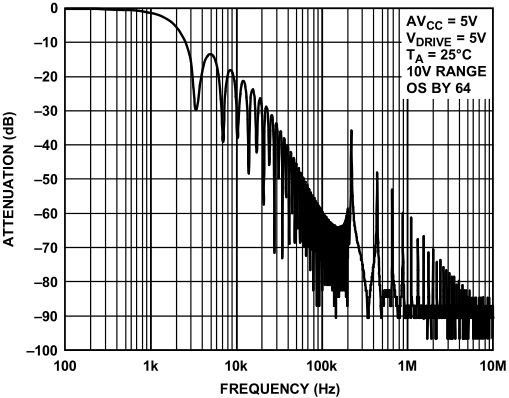 0
–10
–20
–30
–40
–50
–60
–70
–80
–90
–100
ATTENUATION (dB)
AVCC = 5V
VDRIVE = 5V
TA = 25°C
10V RANGE
OS BY 64
100 1k 10k 100k 1M 10M
FREQUENCY (Hz)